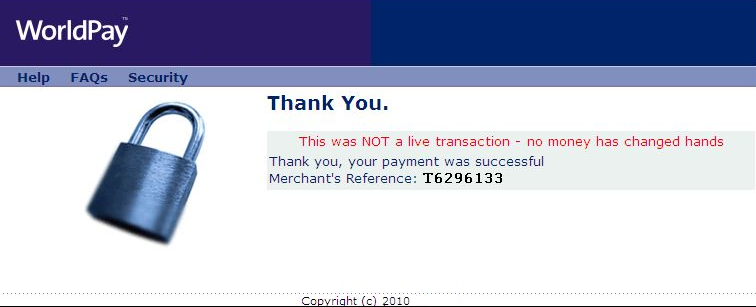 WorldPay™
Help FAQs Security
Thank You.
This was NOT a live transaction - no money has changed hands
Thank you, your payment was successful
Merchant's Reference: T6296133
Copyright (c) 2010